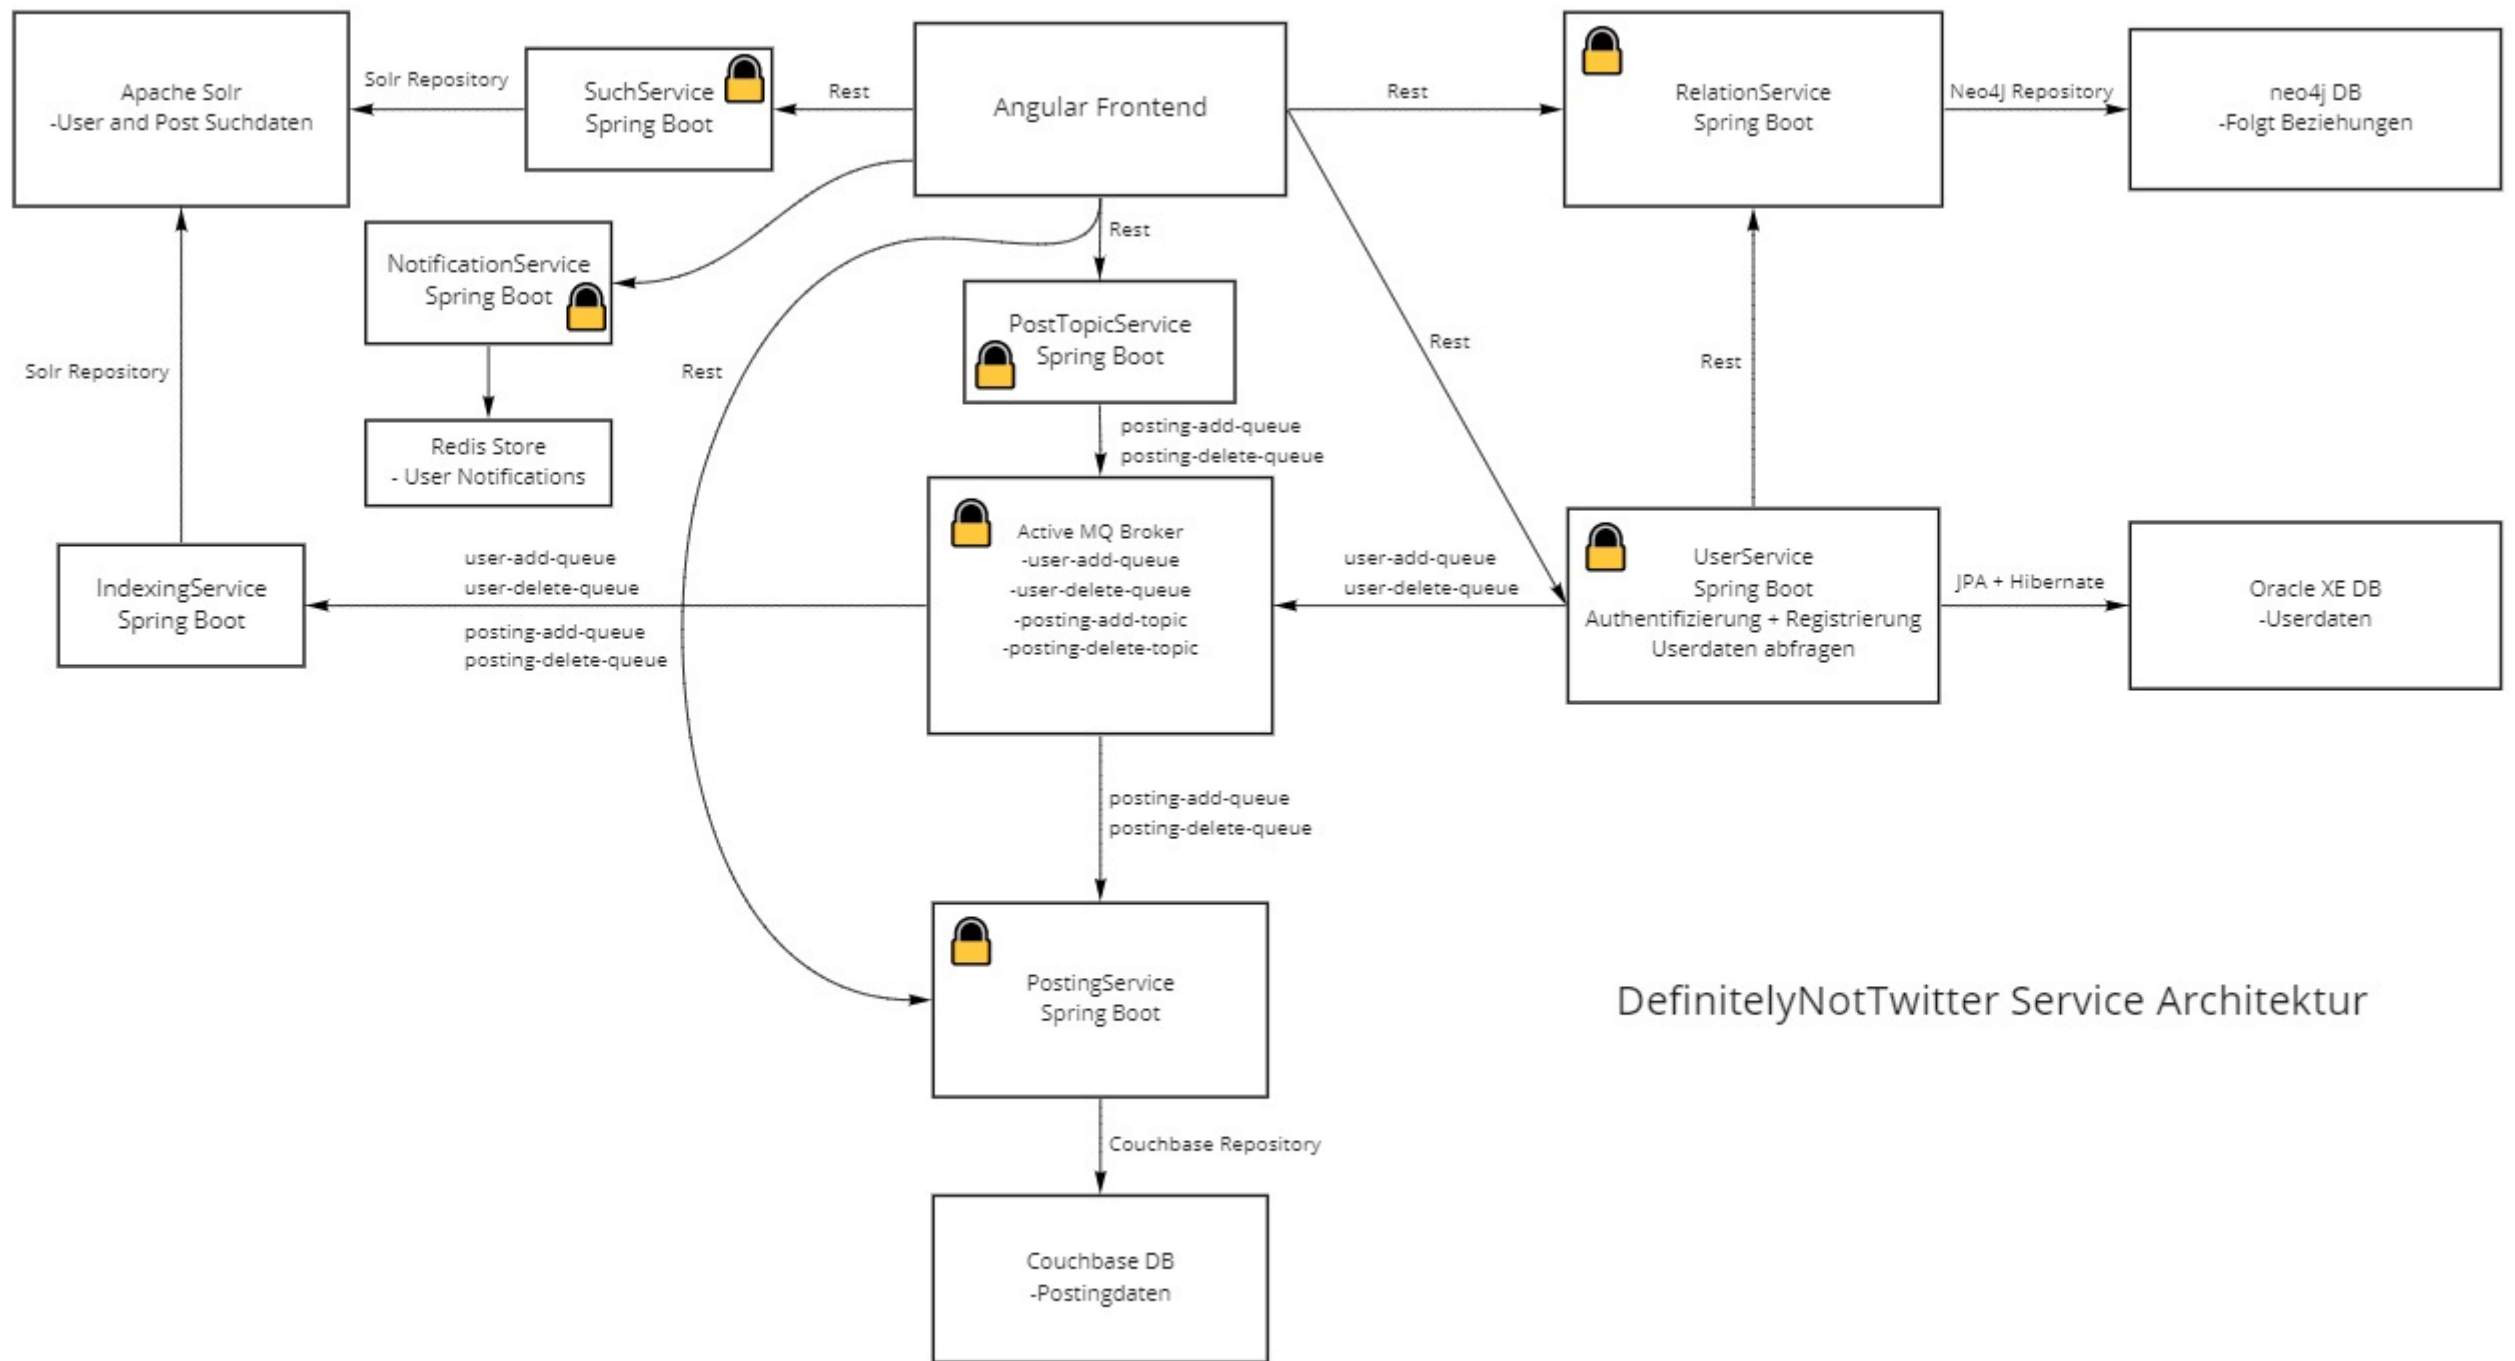 Apache Solr
-User and Post Suchdaten
Solr Repository
SuchService
Spring Boot
Rest
Angular Frontend
Rest
RelationService
Spring Boot
Neo4J Repository
neo4j DB
-Folgt Beziehungen
NotificationService
Spring Boot
Rest
PostTopicService
Spring Boot
Rest
Rest
Rest
Solr Repository
Redis Store
- User Notifications
posting-add-queue
posting-delete-queue
IndexingService
Spring Boot
user-add-queue
user-delete-queue
posting-add-queue
posting-delete-queue
Active MQ Broker
-user-add-queue
-user-delete-queue
-posting-add-topic
-posting-delete-topic
user-add-queue
user-delete-queue
UserService
Spring Boot
Authentifizierung + Registrierung
Userdaten abfragen
JPA + Hibernate
Oracle XE DB
-Userdaten
posting-add-queue
posting-delete-queue
PostingService
Spring Boot
DefinitelyNotTwitter Service Architektur
Couchbase Repository
Couchbase DB
-Postingdaten